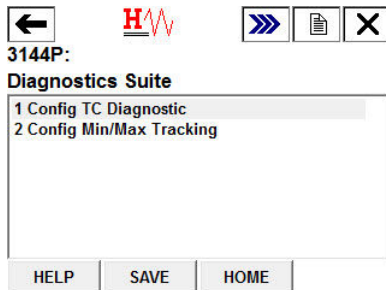 H
3144P:
Diagnostics Suite
1 Config TC Diagnostic
2 Config Min/Max Tracking
HELP SAVE HOME